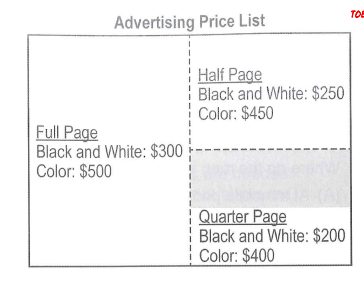 Advertising Price List
TOE
Full Page
Black and White: $300
Color: $500
Half Page
Black and White: $250
Color: $450
Quarter Page
Black and White: $200
Color: $400